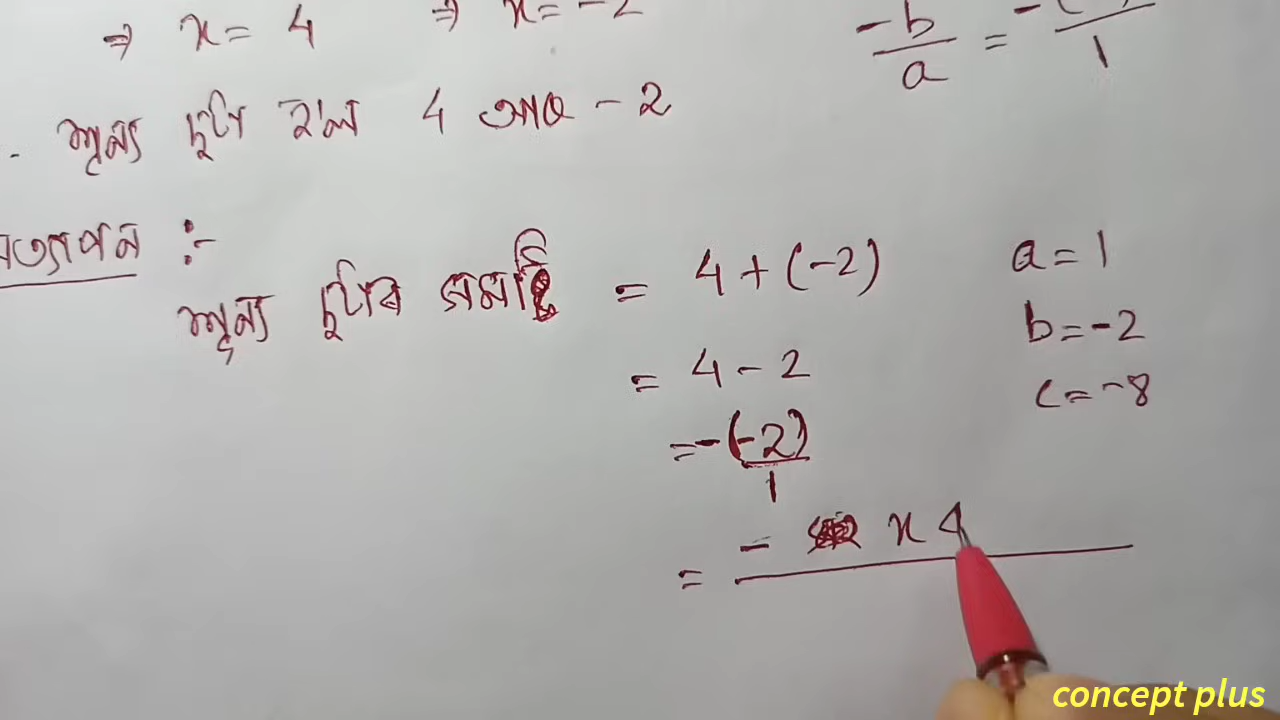 ⇒ x = 4 ⇒ x = -2
-b/a = -( )/1
শূন্য দুটা হ'ল 4 আৰু -2
সত্যাপন :-
শূন্য দুটাৰ সমষ্টি = 4 + (-2)
= 4 - 2
= -(-2)/1
= - x 4
a = 1
b = -2
c = -8
concept plus